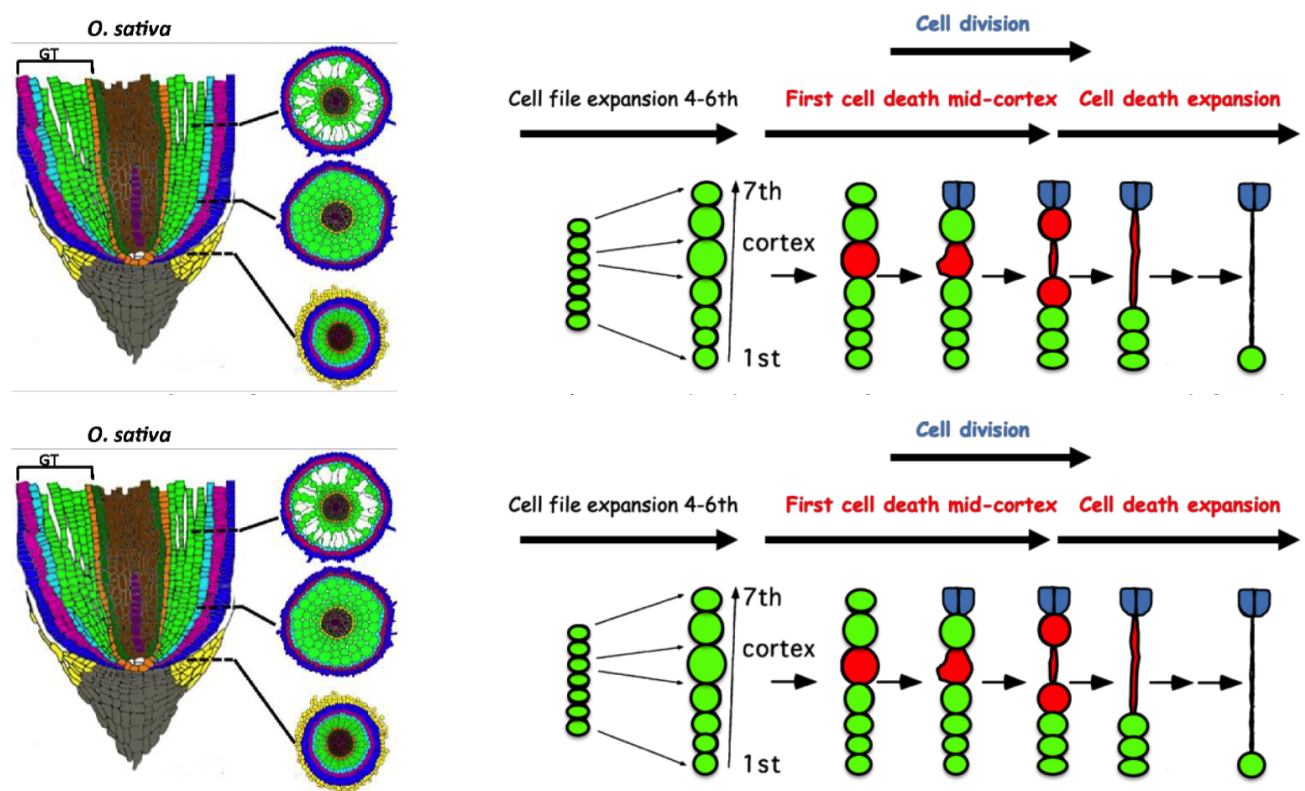 O. sativa
GT
Cell division
Cell file expansion 4-6th
First cell death mid-cortex
Cell death expansion
7th
cortex
1st
O. sativa
GT
Cell division
Cell file expansion 4-6th
First cell death mid-cortex
Cell death expansion
7th
cortex
1st